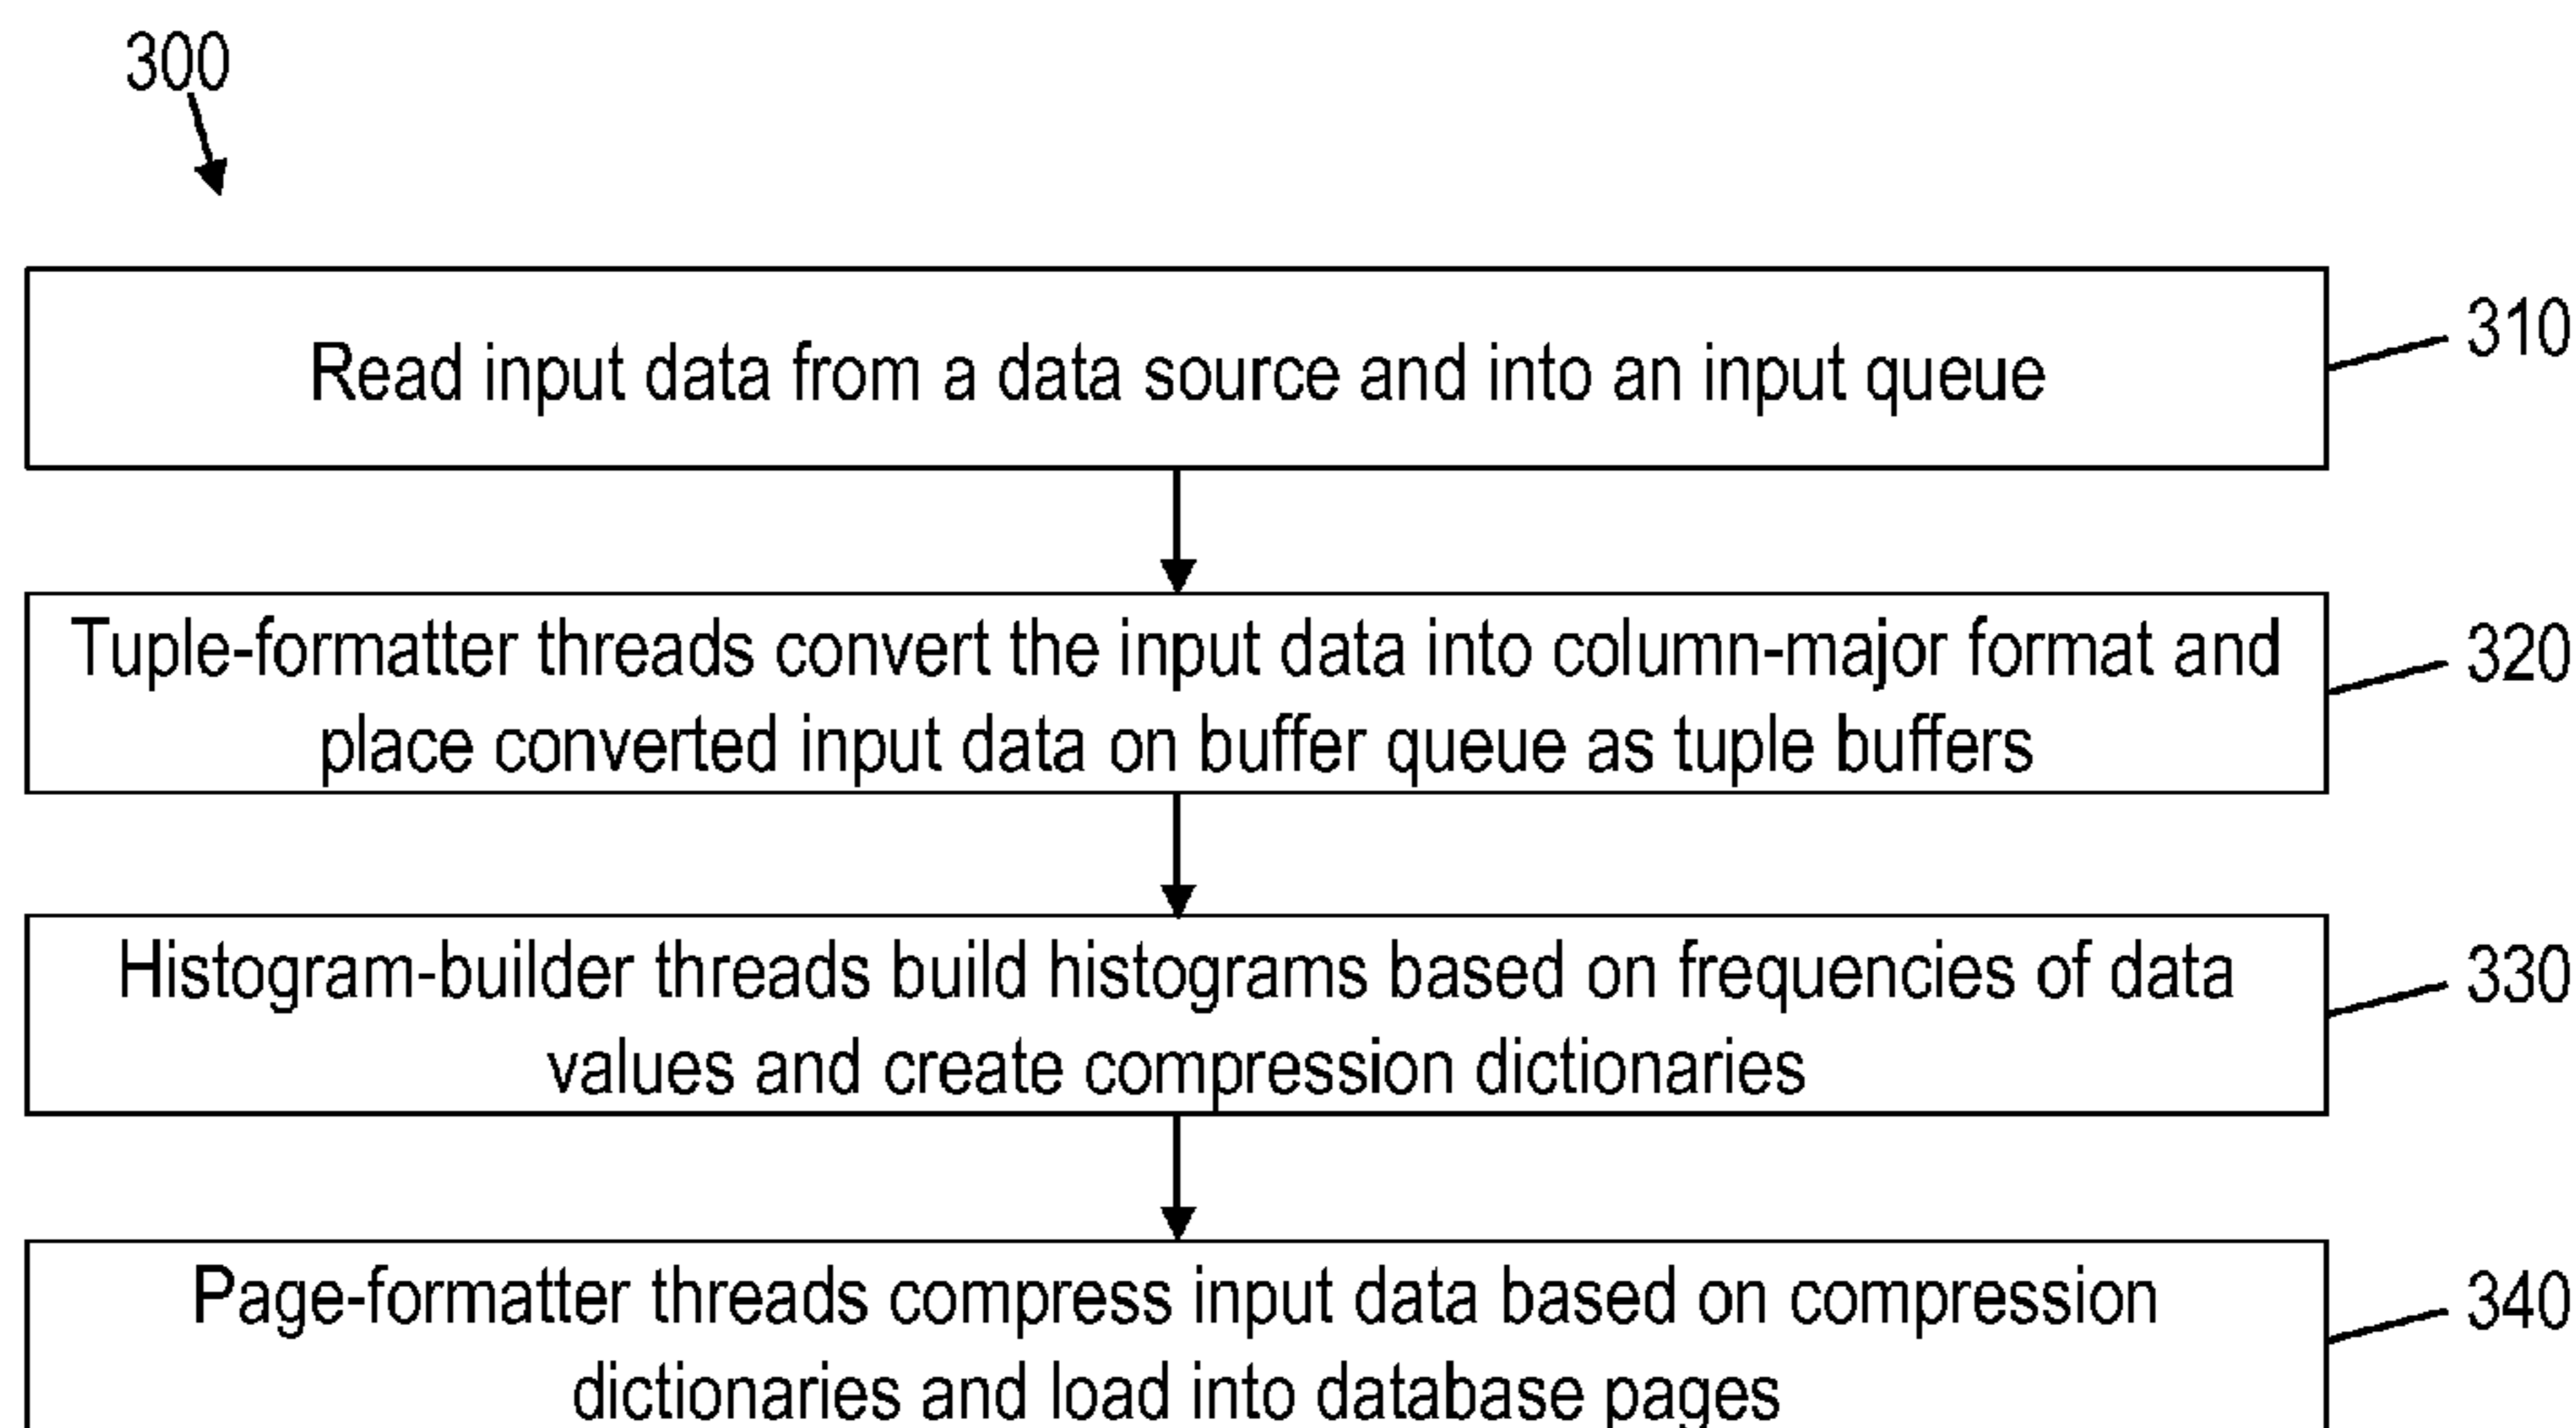 300
Read input data from a data source and into an input queue
310
Tuple-formatter threads convert the input data into column-major format and
place converted input data on buffer queue as tuple buffers
320
Histogram-builder threads build histograms based on frequencies of data
values and create compression dictionaries
330
Page-formatter threads compress input data based on compression
dictionaries and load into database pages
340